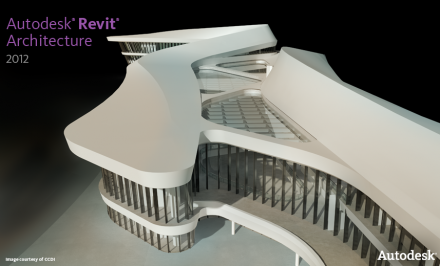 Autodesk® Revit®
Architecture
2012
Image courtesy of CCDI
Autodesk